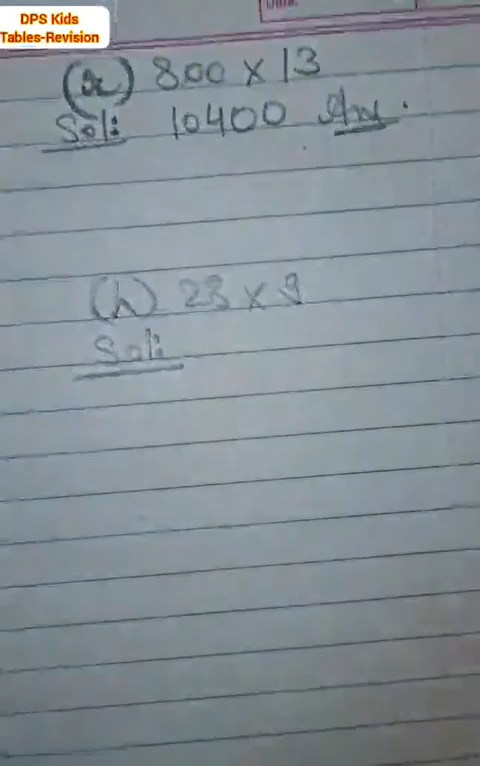 DPS Kids
Tables-Revision
800 × 13
Sol: 10400 Ans.
(h) 23 × 9
Sol: